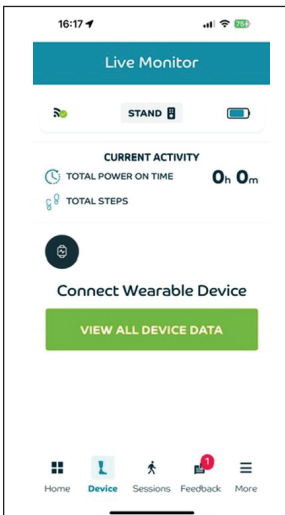 16:17
75+
Live Monitor
STAND
CURRENT ACTIVITY
TOTAL POWER ON TIME 0h 0m
TOTAL STEPS
Connect Wearable Device
VIEW ALL DEVICE DATA
1
Home Device Sessions Feedback More